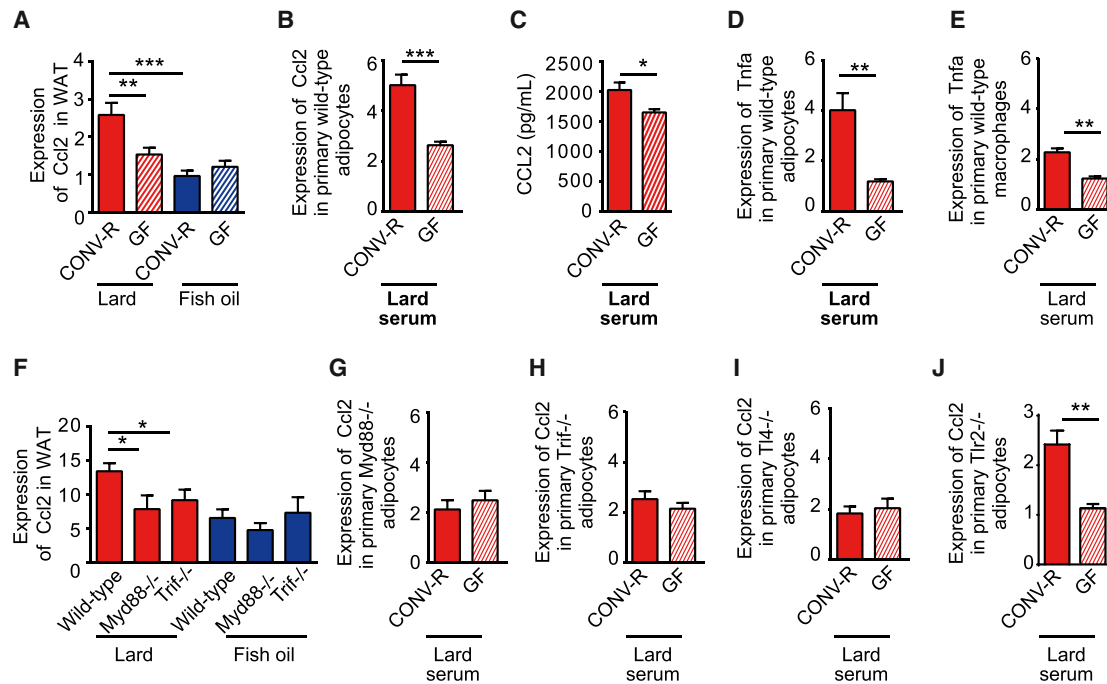 A
Expression
of Ccl2 in WAT
4
3
2
1
0
***
**
CONV-R
GF
CONV-R
GF
Lard
Fish oil
B
Expression of Ccl2
in primary wild-type
adipocytes
6
4
2
0
***
CONV-R
GF
Lard
serum
C
CCL2 (pg/mL)
2500
2000
1500
1000
500
0
*
CONV-R
GF
Lard
serum
D
Expression of Tnfa
in primary wild-type
adipocytes
6
4
2
0
**
CONV-R
GF
Lard
serum
E
Expression of Tnfa
in primary wild-type
macrophages
6
4
2
0
**
CONV-R
GF
Lard
serum
F
Expression
of Ccl2 in WAT
20
15
10
5
0
*
*
Wild-type
Myd88-/-
Trif-/-
Wild-type
Myd88-/-
Trif-/-
Lard
Fish oil
G
Expression of Ccl2
in primary Myd88-/-
adipocytes
6
4
2
0
CONV-R
GF
Lard
serum
H
Expression of Ccl2
in primary Trif-/-
adipocytes
6
4
2
0
CONV-R
GF
Lard
serum
I
Expression of Ccl2
in primary Tl4-/-
adipocytes
6
4
2
0
CONV-R
GF
Lard
serum
J
Expression of Ccl2
in primary Tlr2-/-
adipocytes
3
2
1
0
**
CONV-R
GF
Lard
serum